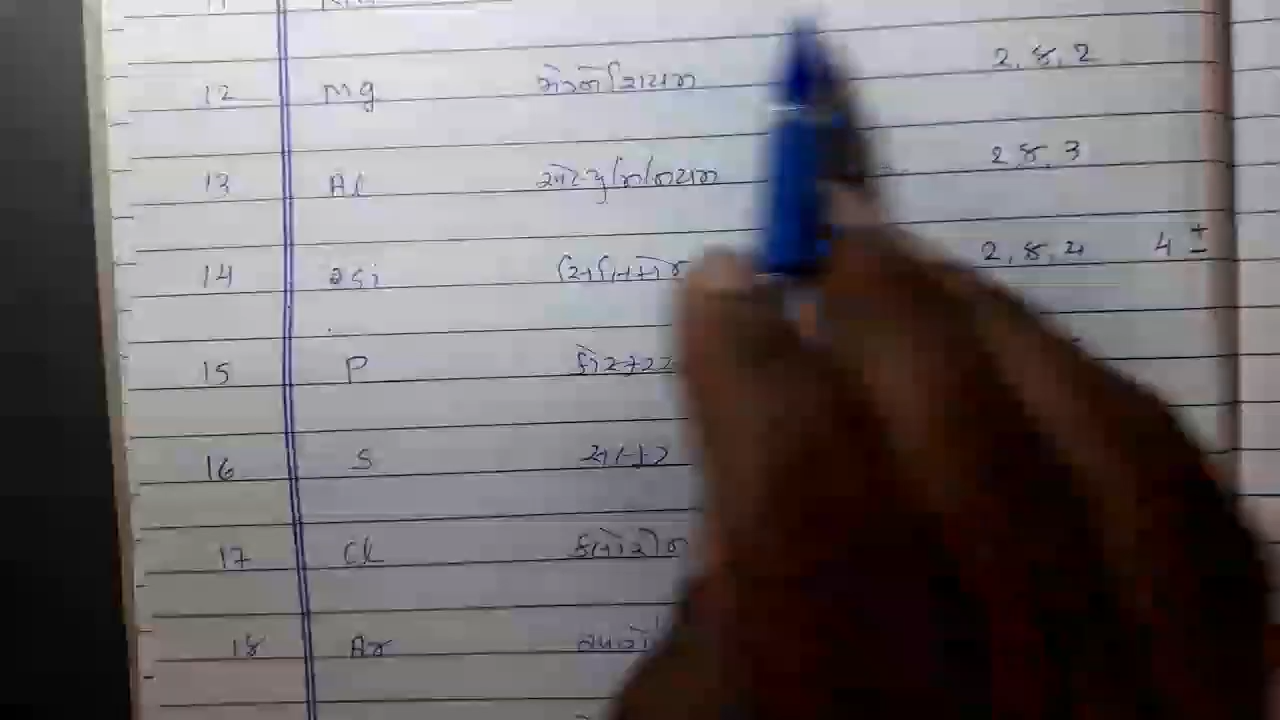 12 Mg મેગ્નેશિયમ 2, 8, 2
13 Al એલ્યુમિનિયમ 2 8, 3
14 Si 2, 8, 4 4 ±
15 P
16 S સલ્ફર
17 Cl ક્લોરીન
18 Ar